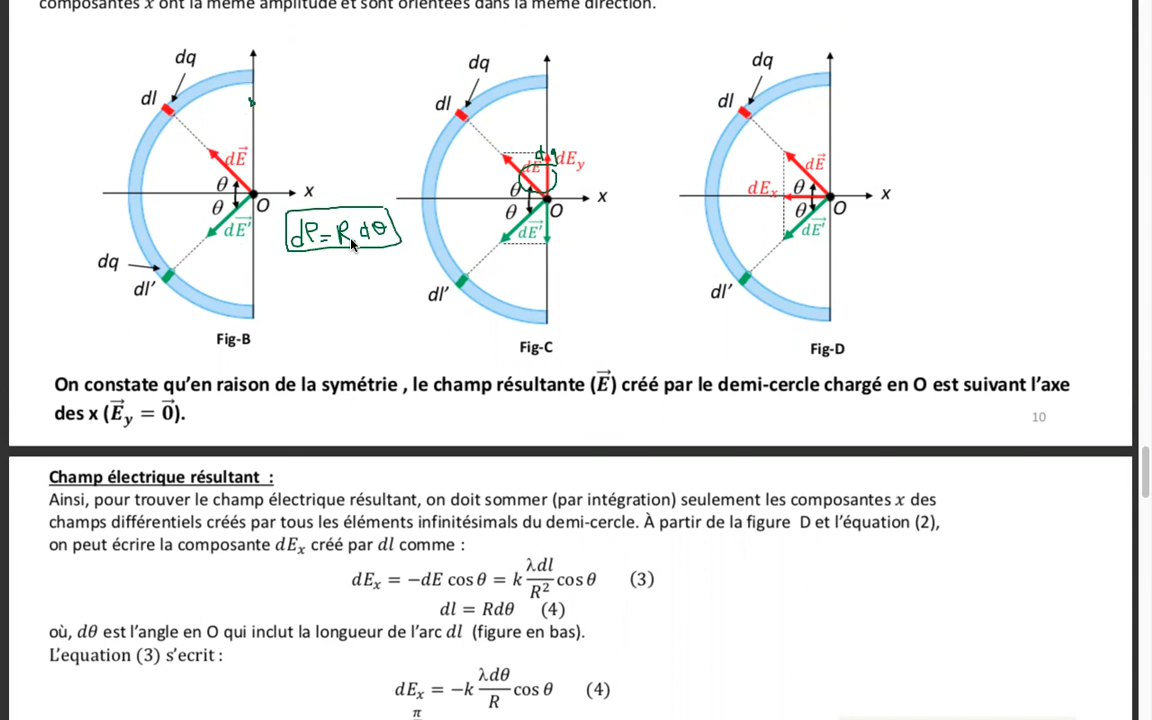 composantes x ont la même amplitude et sont orientées dans la même direction.
dq
dl
dE⃗
θ
x
θ
O
dE⃗'
dq
dl'
Fig-B
dl = R dθ
dq
dl
dE_y
dE⃗
θ
x
θ
O
dE⃗'
dl'
Fig-C
dq
dl
dE⃗
dE_x
θ
x
θ
O
dE⃗'
dl'
Fig-D
On constate qu'en raison de la symétrie , le champ résultante (E⃗) créé par le demi-cercle chargé en O est suivant l'axe
des x (E⃗_y = 0⃗).
10
Champ électrique résultant :
Ainsi, pour trouver le champ électrique résultant, on doit sommer (par intégration) seulement les composantes x des
champs différentiels créés par tous les éléments infinitésimals du demi-cercle. À partir de la figure D et l'équation (2),
on peut écrire la composante dE_x créé par dl comme :
dE_x = −dE cos θ = k λdl/R² cos θ (3)
dl = Rdθ (4)
où, dθ est l'angle en O qui inclut la longueur de l'arc dl (figure en bas).
L'equation (3) s'ecrit :
dE_x = −k λdθ/R cos θ (4)
π